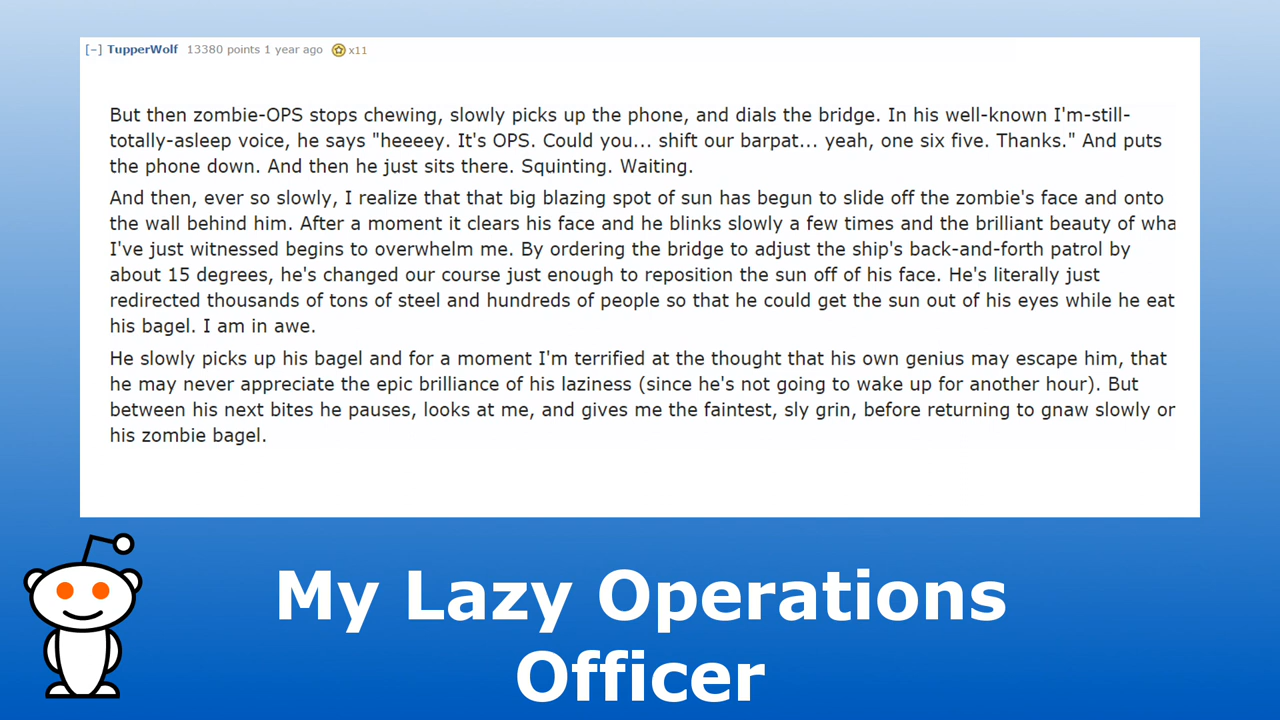 [–] TupperWolf 13380 points 1 year ago x11
But then zombie-OPS stops chewing, slowly picks up the phone, and dials the bridge. In his well-known I'm-still-
totally-asleep voice, he says "heeeey. It's OPS. Could you... shift our barpat... yeah, one six five. Thanks." And puts
the phone down. And then he just sits there. Squinting. Waiting.
And then, ever so slowly, I realize that that big blazing spot of sun has begun to slide off the zombie's face and onto
the wall behind him. After a moment it clears his face and he blinks slowly a few times and the brilliant beauty of wha
I've just witnessed begins to overwhelm me. By ordering the bridge to adjust the ship's back-and-forth patrol by
about 15 degrees, he's changed our course just enough to reposition the sun off of his face. He's literally just
redirected thousands of tons of steel and hundreds of people so that he could get the sun out of his eyes while he eat
his bagel. I am in awe.
He slowly picks up his bagel and for a moment I'm terrified at the thought that his own genius may escape him, that
he may never appreciate the epic brilliance of his laziness (since he's not going to wake up for another hour). But
between his next bites he pauses, looks at me, and gives me the faintest, sly grin, before returning to gnaw slowly or
his zombie bagel.
My Lazy Operations
Officer